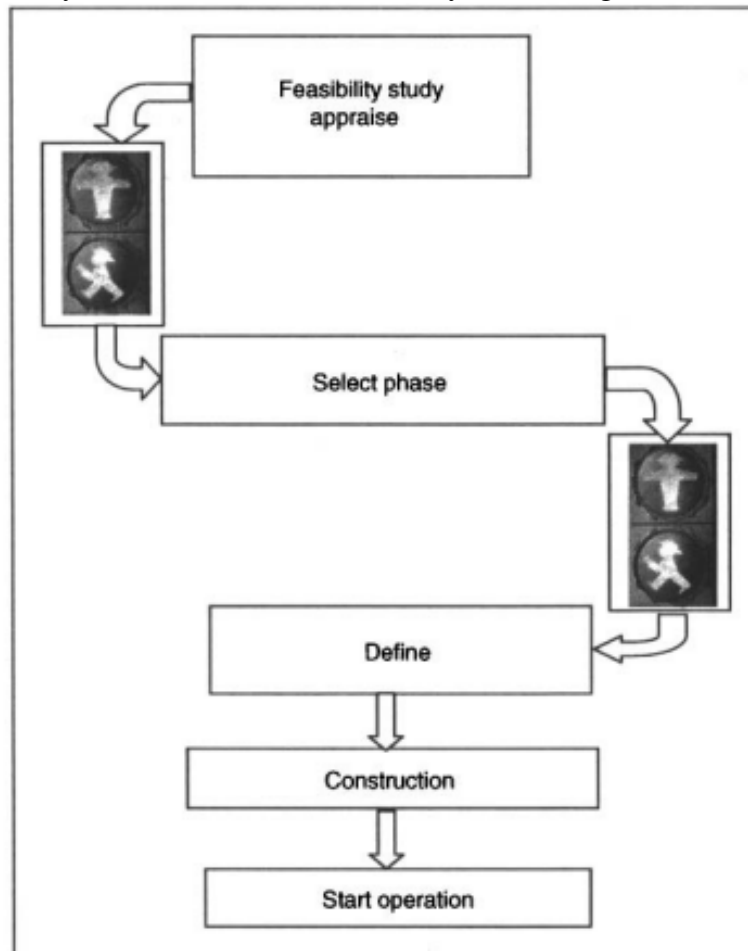 Feasibility study
appraise
Select phase
Define
Construction
Start operation